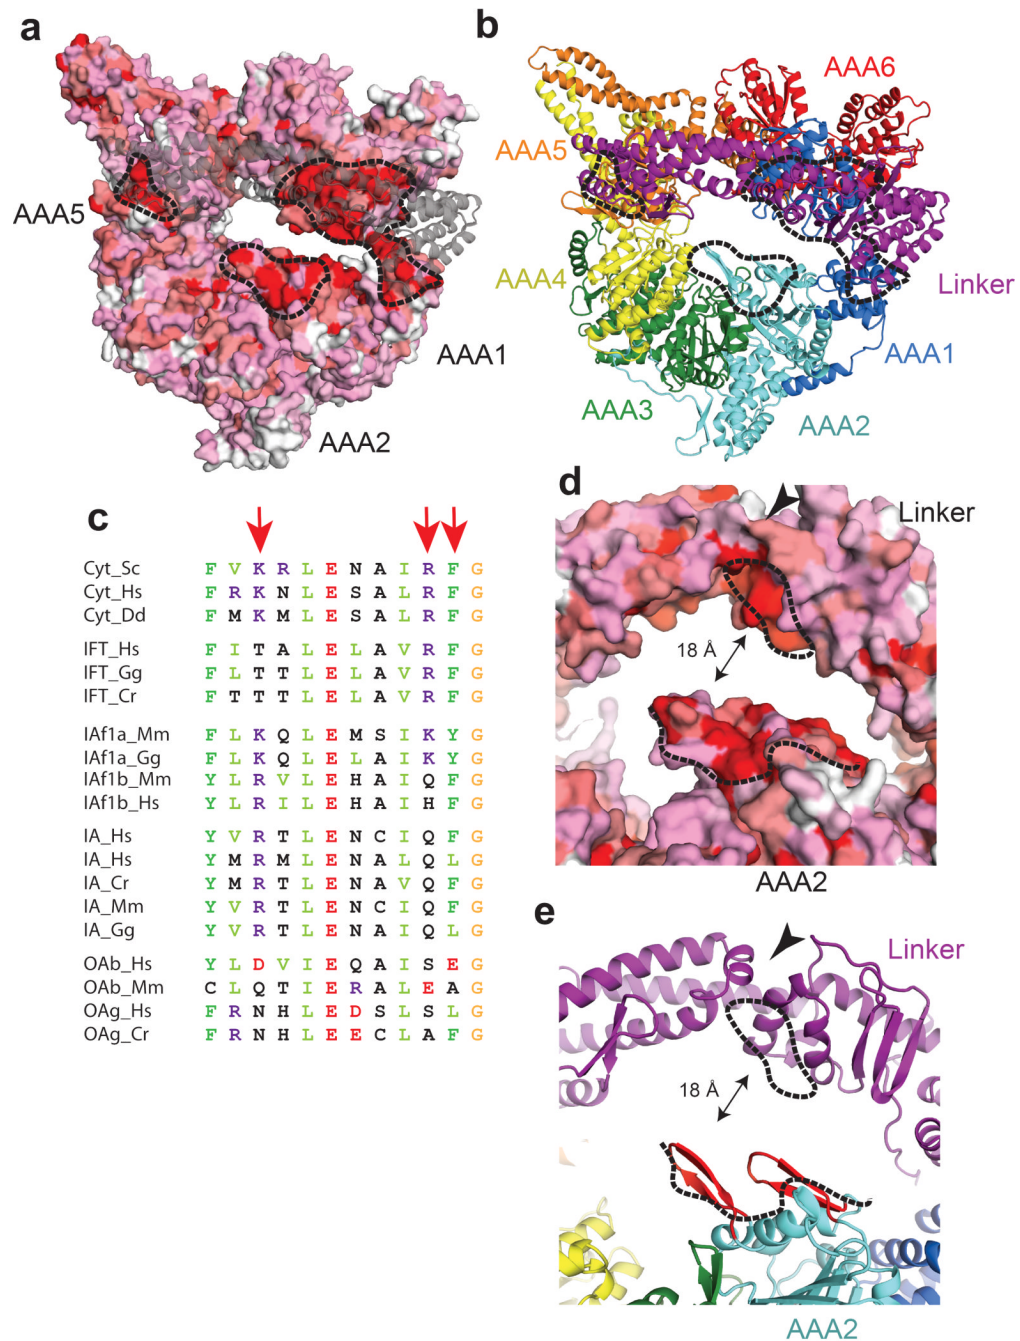 a
AAA5
AAA1
AAA2
b
AAA6
AAA5
AAA4
Linker
AAA1
AAA3
AAA2
c
Cyt_Sc F V K R L E N A I R F G
Cyt_Hs F R K N L E S A L R F G
Cyt_Dd F M K M L E S A L R F G
IFT_Hs F I T A L E L A V R F G
IFT_Gg F L T T L E L A V R F G
IFT_Cr F T T T L E L A V R F G
IAf1a_Mm F L K Q L E M S I K Y G
IAf1a_Gg F L K Q L E L A I K Y G
IAf1b_Mm Y L R V L E H A I Q F G
IAf1b_Hs Y L R I L E H A I H F G
IA_Hs Y V R T L E N C I Q F G
IA_Hs Y M R M L E N A L Q L G
IA_Cr Y M R T L E N A V Q F G
IA_Mm Y V R T L E N C I Q F G
IA_Gg Y V R T L E N C I Q L G
OAb_Hs Y L D V I E Q A I S E G
OAb_Mm C L Q T I E R A L E A G
OAg_Hs F R N H L E D S L S L G
OAg_Cr F R N H L E E C L A F G
d
Linker
18 Å
AAA2
e
Linker
18 Å
AAA2